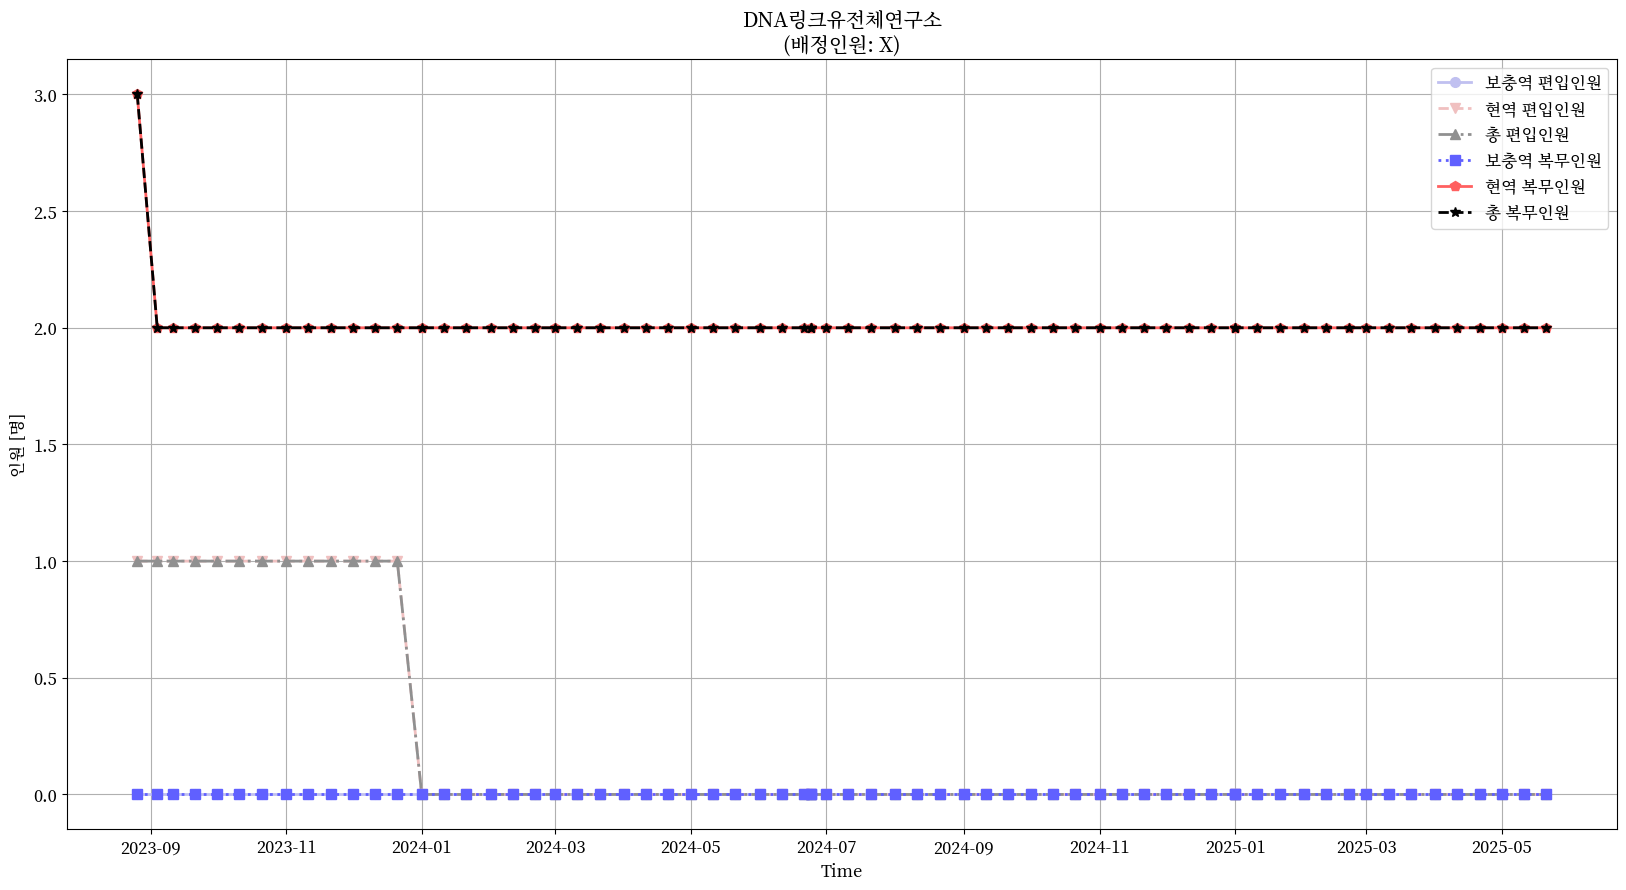 DNA링크유전체연구소
(배정인원: X)
보충역 편입인원
현역 편입인원
총 편입인원
보충역 복무인원
현역 복무인원
총 복무인원
인원 [명]
3.0
2.5
2.0
1.5
1.0
0.5
0.0
2023-09
2023-11
2024-01
2024-03
2024-05
2024-07
2024-09
2024-11
2025-01
2025-03
2025-05
Time